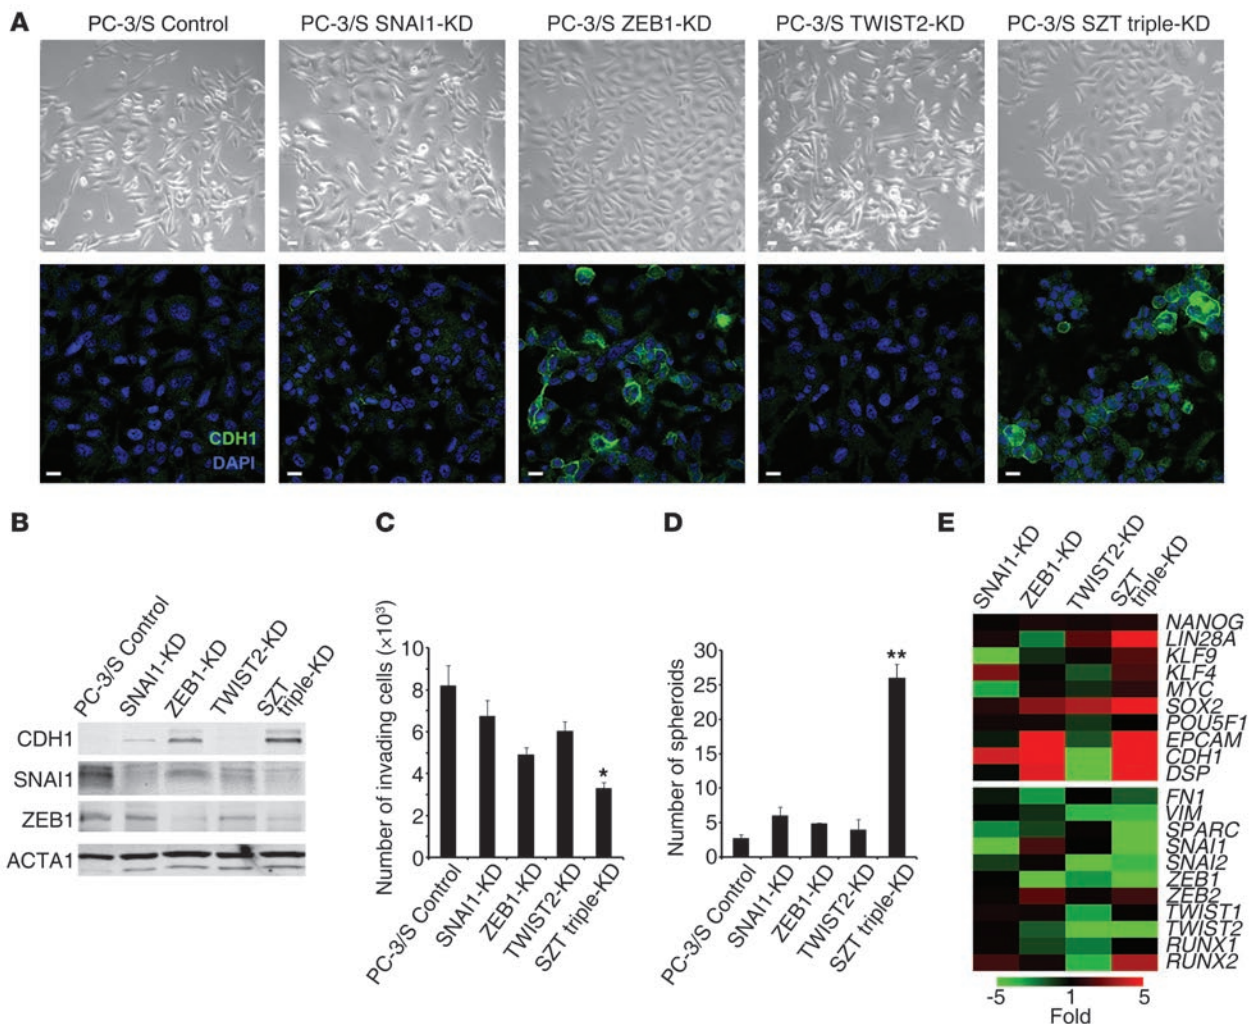 A
PC-3/S Control
PC-3/S SNAI1-KD
PC-3/S ZEB1-KD
PC-3/S TWIST2-KD
PC-3/S SZT triple-KD
CDH1
DAPI
B
PC-3/S Control
SNAI1-KD
ZEB1-KD
TWIST2-KD
SZT
triple-KD
CDH1
SNAI1
ZEB1
ACTA1
C
Number of invading cells (×10³)
10
8
6
4
2
0
*
PC-3/S Control
SNAI1-KD
ZEB1-KD
TWIST2-KD
SZT triple-KD
D
Number of spheroids
30
25
20
15
10
5
0
**
PC-3/S Control
SNAI1-KD
ZEB1-KD
TWIST2-KD
SZT triple-KD
E
SNAI1-KD
ZEB1-KD
TWIST2-KD
SZT
triple-KD
NANOG
LIN28A
KLF9
KLF4
MYC
SOX2
POU5F1
EPCAM
CDH1
DSP
FN1
VIM
SPARC
SNAI1
SNAI2
ZEB1
ZEB2
TWIST1
TWIST2
RUNX1
RUNX2
-5 1 5
Fold